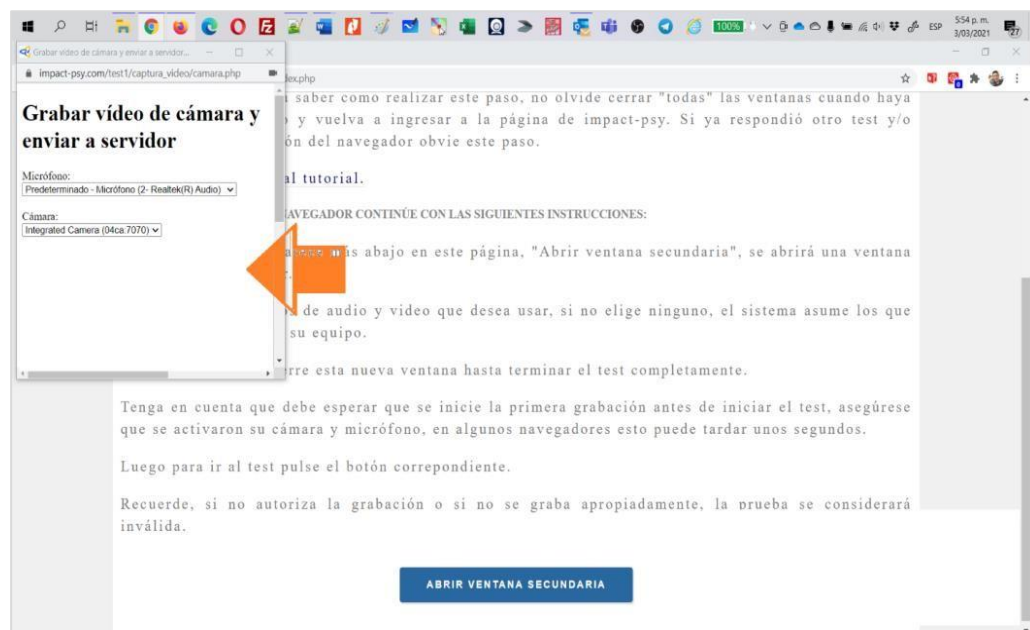 100%
ESP
5:54 p. m.
3/03/2021
27
Grabar vídeo de cámara y enviar a servidor...
impact-psy.com/test1/captura_video/camara.php
dex.php
Grabar vídeo de cámara y
enviar a servidor
Micrófono:
Predeterminado - Micrófono (2- Realtek(R) Audio)
Cámara:
Integrated Camera (04ca:7070)
saber como realizar este paso, no olvide cerrar "todas" las ventanas cuando haya
y vuelva a ingresar a la página de impact-psy. Si ya respondió otro test y/o
ón del navegador obvie este paso.
al tutorial.
NAVEGADOR CONTINÚE CON LAS SIGUIENTES INSTRUCCIONES:
más abajo en este página, "Abrir ventana secundaria", se abrirá una ventana
de audio y video que desea usar, si no elige ninguno, el sistema asume los que
su equipo.
erre esta nueva ventana hasta terminar el test completamente.
Tenga en cuenta que debe esperar que se inicie la primera grabación antes de iniciar el test, asegúrese
que se activaron su cámara y micrófono, en algunos navegadores esto puede tardar unos segundos.
Luego para ir al test pulse el botón correpondiente.
Recuerde, si no autoriza la grabación o si no se graba apropiadamente, la prueba se considerará
inválida.
ABRIR VENTANA SECUNDARIA